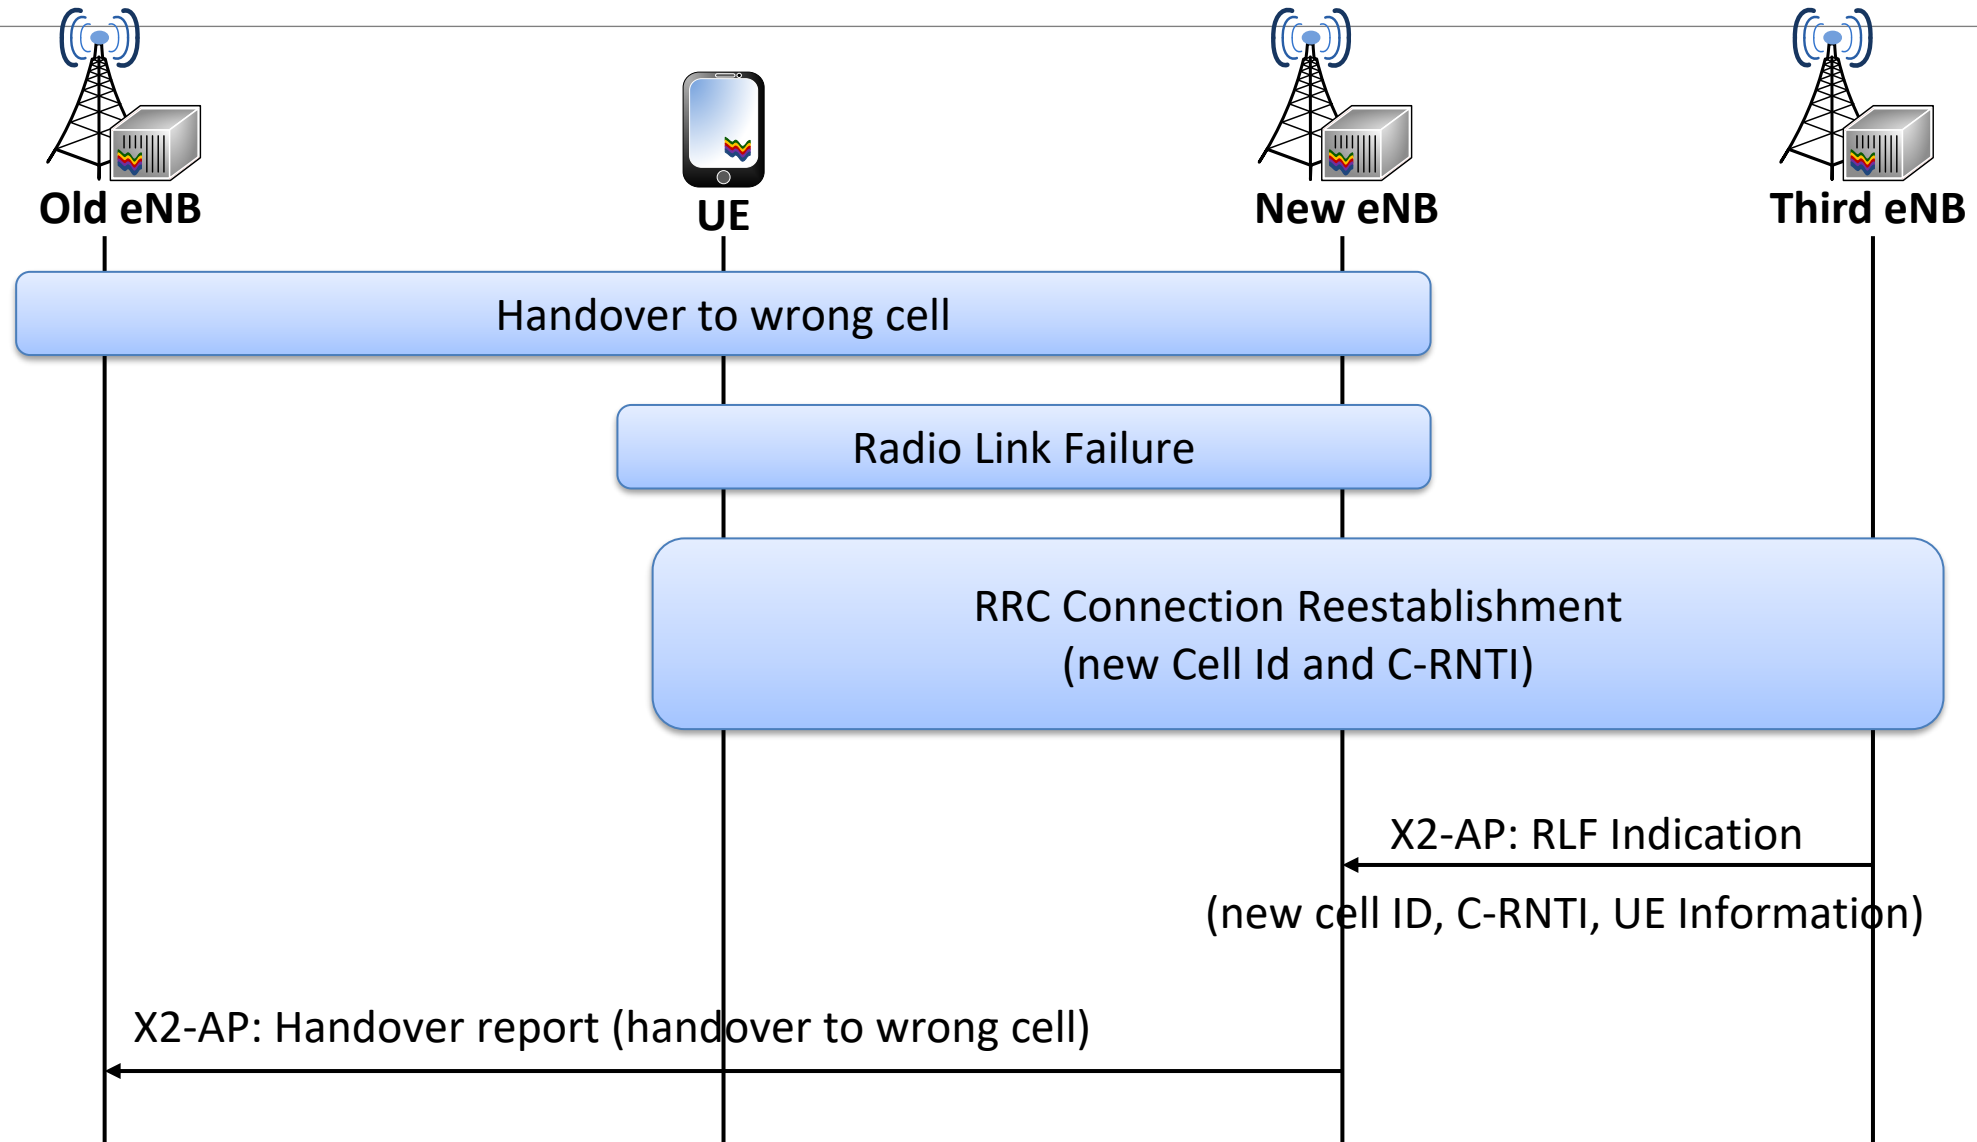 Old eNB
UE
New eNB
Third eNB
Handover to wrong cell
Radio Link Failure
RRC Connection Reestablishment
(new Cell Id and C-RNTI)
X2-AP: RLF Indication
(new cell ID, C-RNTI, UE Information)
X2-AP: Handover report (handover to wrong cell)